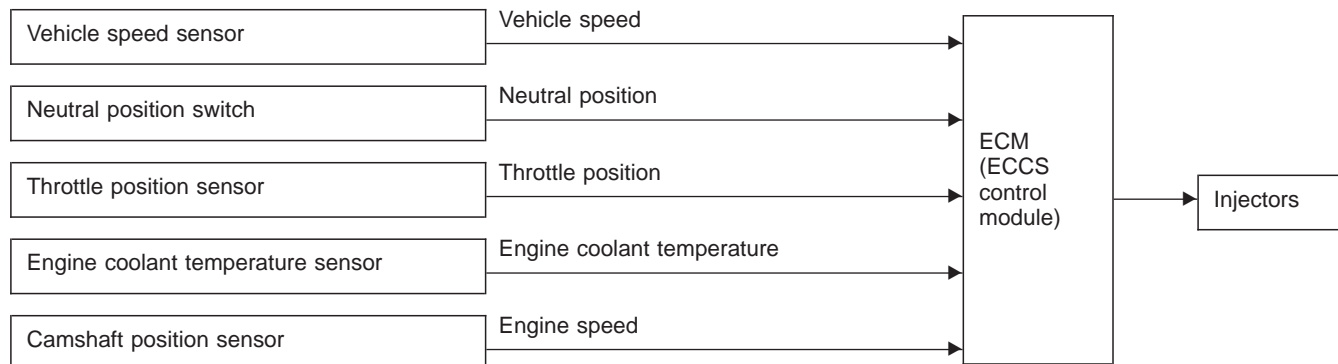 Vehicle speed sensor
Vehicle speed
Neutral position switch
Neutral position
Throttle position sensor
Throttle position
Engine coolant temperature sensor
Engine coolant temperature
Camshaft position sensor
Engine speed
ECM
(ECCS
control
module)
Injectors